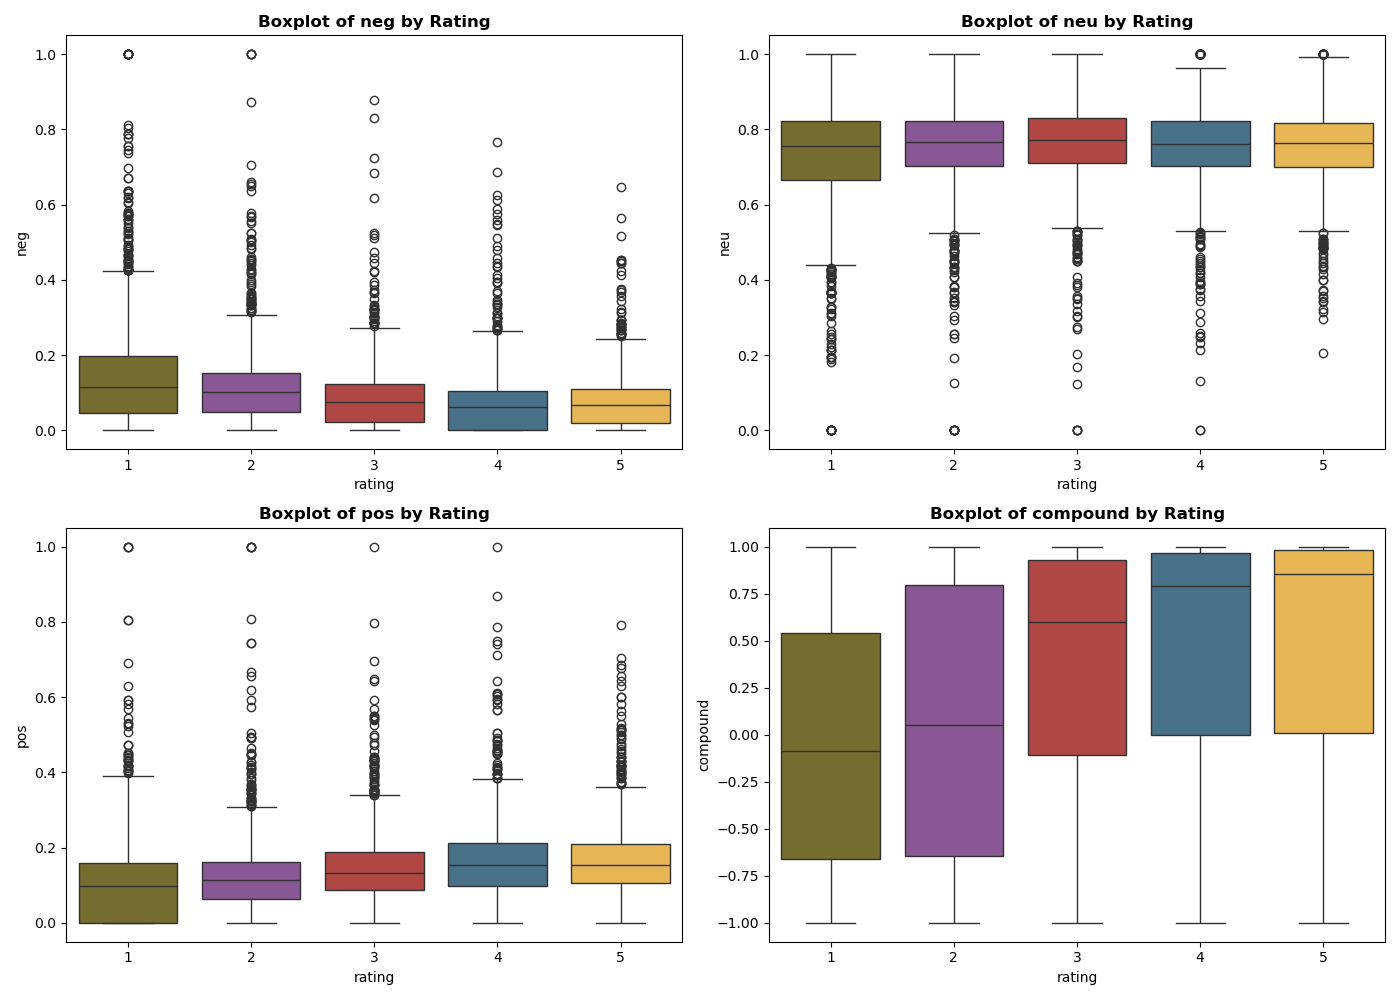 Boxplot of neg by Rating
1.0
0.8
0.6
0.4
0.2
0.0
neg
1 2 3 4 5
rating
Boxplot of neu by Rating
1.0
0.8
0.6
0.4
0.2
0.0
neu
1 2 3 4 5
rating
Boxplot of pos by Rating
1.0
0.8
0.6
0.4
0.2
0.0
pos
1 2 3 4 5
rating
Boxplot of compound by Rating
1.00
0.75
0.50
0.25
0.00
−0.25
−0.50
−0.75
−1.00
compound
1 2 3 4 5
rating